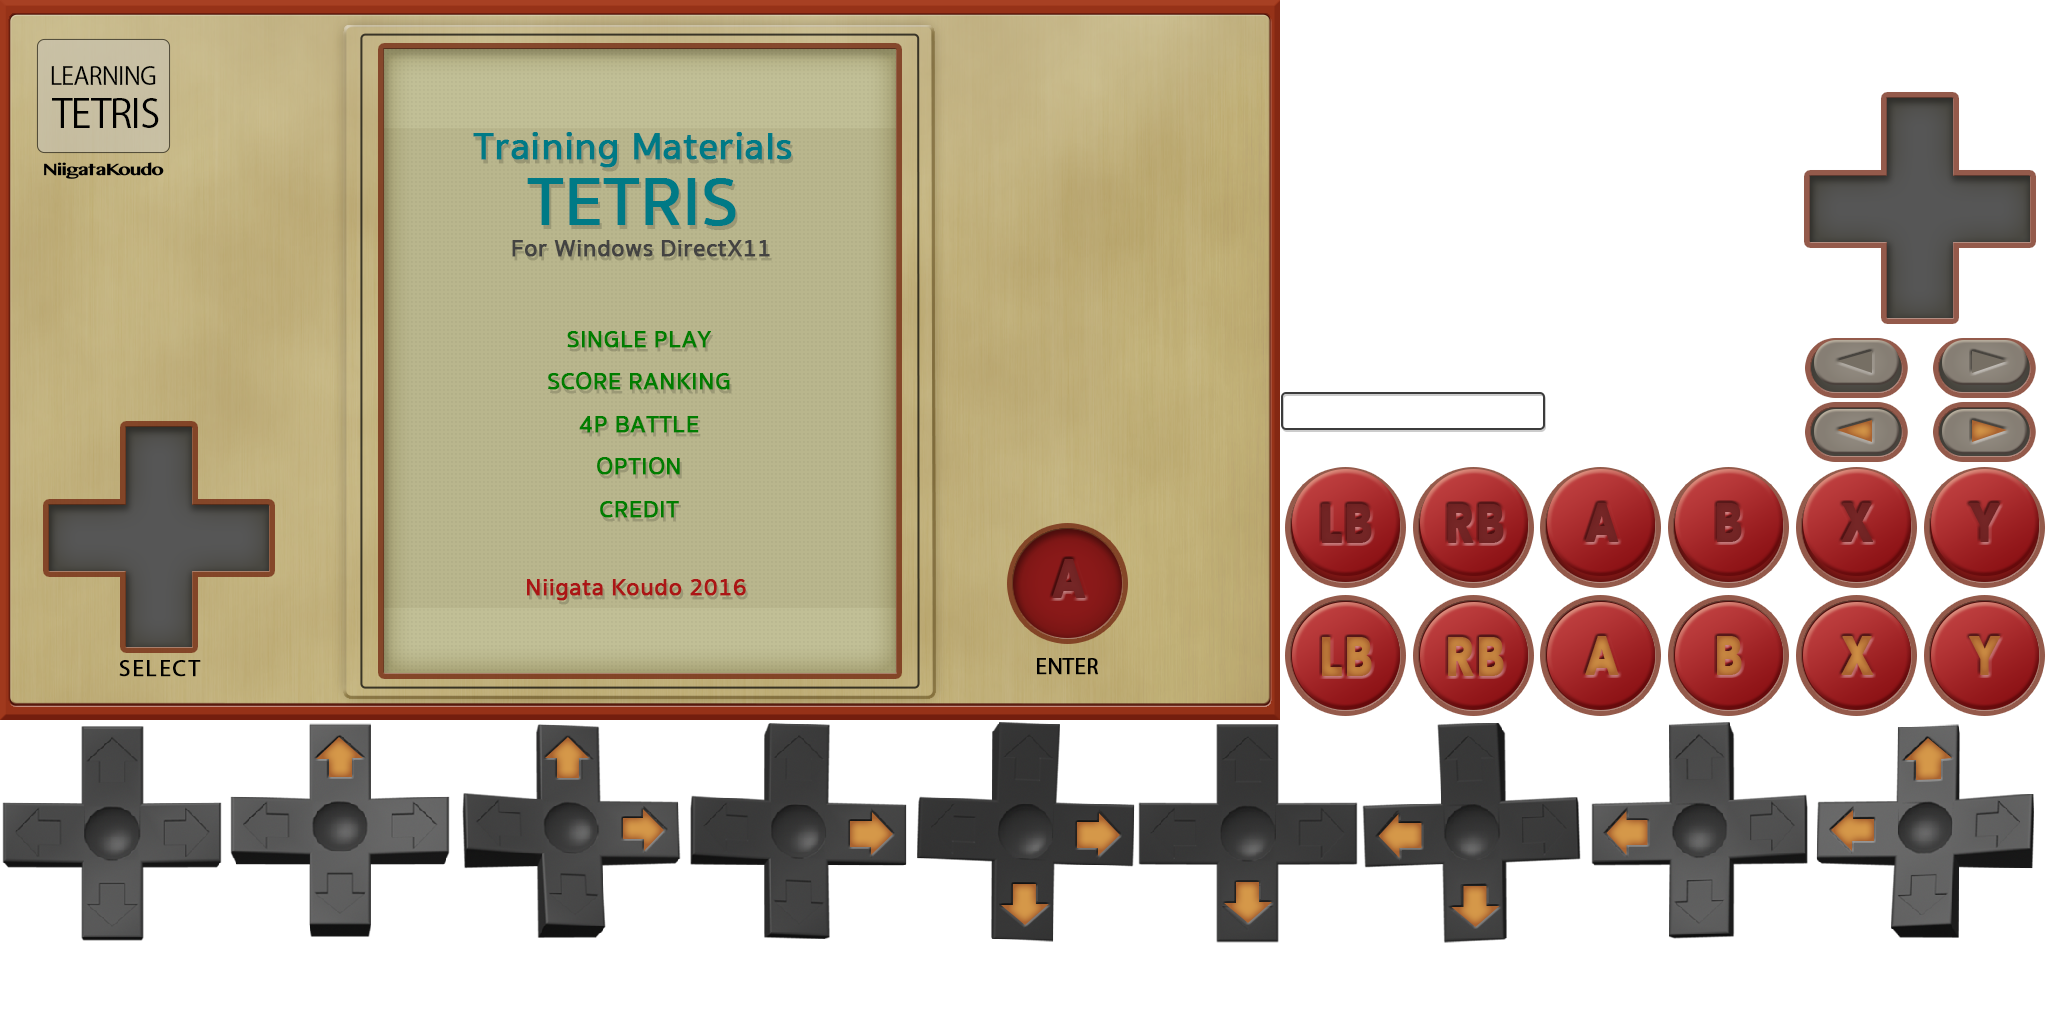 LEARNING
TETRIS
NiigataKoudo
Training Materials
TETRIS
For Windows DirectX11
SINGLE PLAY
SCORE RANKING
4P BATTLE
OPTION
CREDIT
Niigata Koudo 2016
SELECT
A
ENTER
LB RB A B X Y
LB RB A B X Y